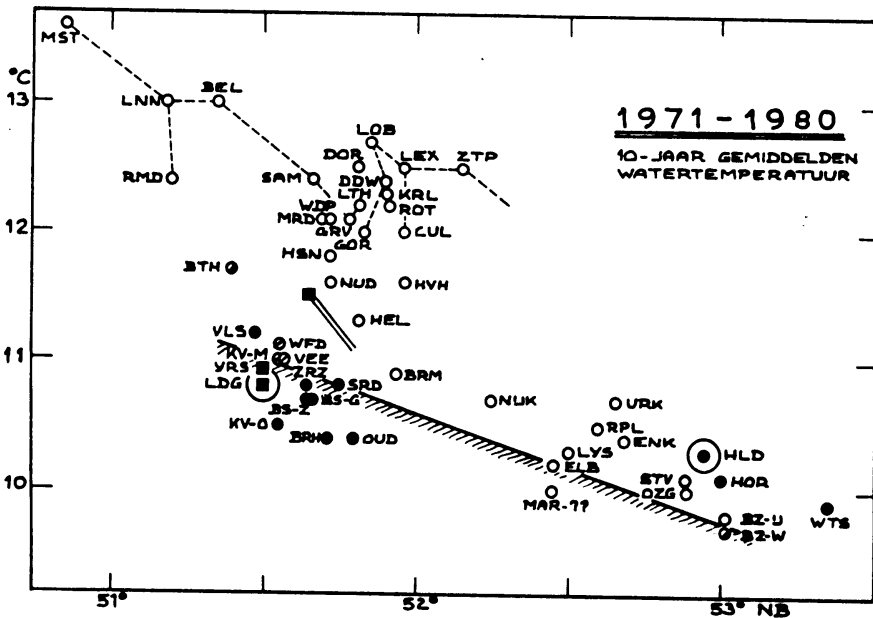 MST
°C
13
LNN
BEL
1971-1980
10-JAAR GEMIDDELDEN
WATERTEMPERATUUR
LOB
DOR
LEX
ZTP
RMD
SAM
DDW
LTH
KRL
WDP
ROT
MRD
12
GRV
GOR
CUL
HSN
BTH
NUD
HVH
HEL
VLS
WFD
11
KV-M
VEE
YRS
ZRZ
LDG
SRD
BRM
BS-Z
BS-G
NUK
URK
KV-O
BRH
OUD
RPL
ENK
LYS
HLD
ELB
10
STV
HOR
OZG
MAR-77
BZ-IJ
WTS
BZ-W
51°
52°
53° NB